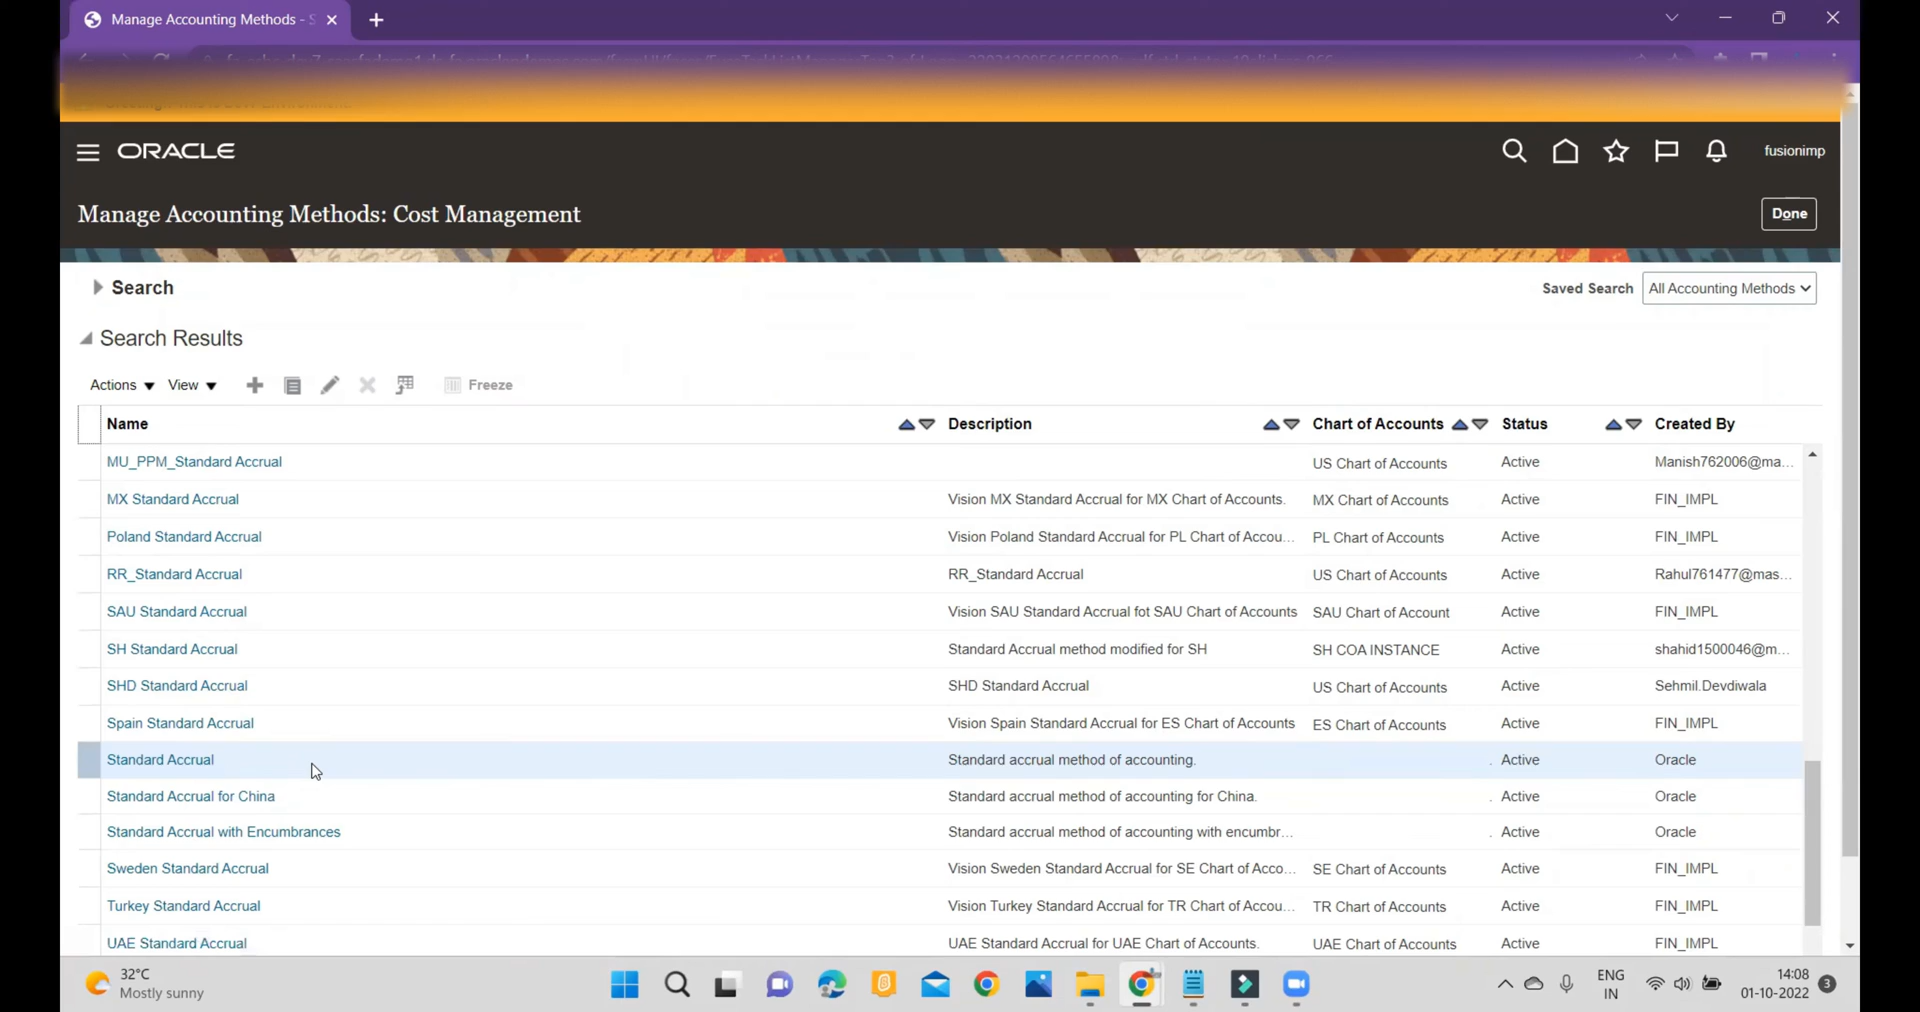 Manage Accounting Methods - S
ORACLE
fusionimp
Manage Accounting Methods: Cost Management
Done
Search
Saved Search All Accounting Methods
Search Results
Actions View Freeze
Name Description Chart of Accounts Status Created By
MU_PPM_Standard Accrual US Chart of Accounts Active Manish762006@ma...
MX Standard Accrual Vision MX Standard Accrual for MX Chart of Accounts. MX Chart of Accounts Active FIN_IMPL
Poland Standard Accrual Vision Poland Standard Accrual for PL Chart of Accou... PL Chart of Accounts Active FIN_IMPL
RR_Standard Accrual RR_Standard Accrual US Chart of Accounts Active Rahul761477@mas...
SAU Standard Accrual Vision SAU Standard Accrual fot SAU Chart of Accounts SAU Chart of Account Active FIN_IMPL
SH Standard Accrual Standard Accrual method modified for SH SH COA INSTANCE Active shahid1500046@m...
SHD Standard Accrual SHD Standard Accrual US Chart of Accounts Active Sehmil.Devdiwala
Spain Standard Accrual Vision Spain Standard Accrual for ES Chart of Accounts ES Chart of Accounts Active FIN_IMPL
Standard Accrual Standard accrual method of accounting. . Active Oracle
Standard Accrual for China Standard accrual method of accounting for China. . Active Oracle
Standard Accrual with Encumbrances Standard accrual method of accounting with encumbr... . Active Oracle
Sweden Standard Accrual Vision Sweden Standard Accrual for SE Chart of Acco... SE Chart of Accounts Active FIN_IMPL
Turkey Standard Accrual Vision Turkey Standard Accrual for TR Chart of Accou... TR Chart of Accounts Active FIN_IMPL
UAE Standard Accrual UAE Standard Accrual for UAE Chart of Accounts. UAE Chart of Accounts Active FIN_IMPL
32°C
Mostly sunny
ENG
IN
14:08
01-10-2022
3